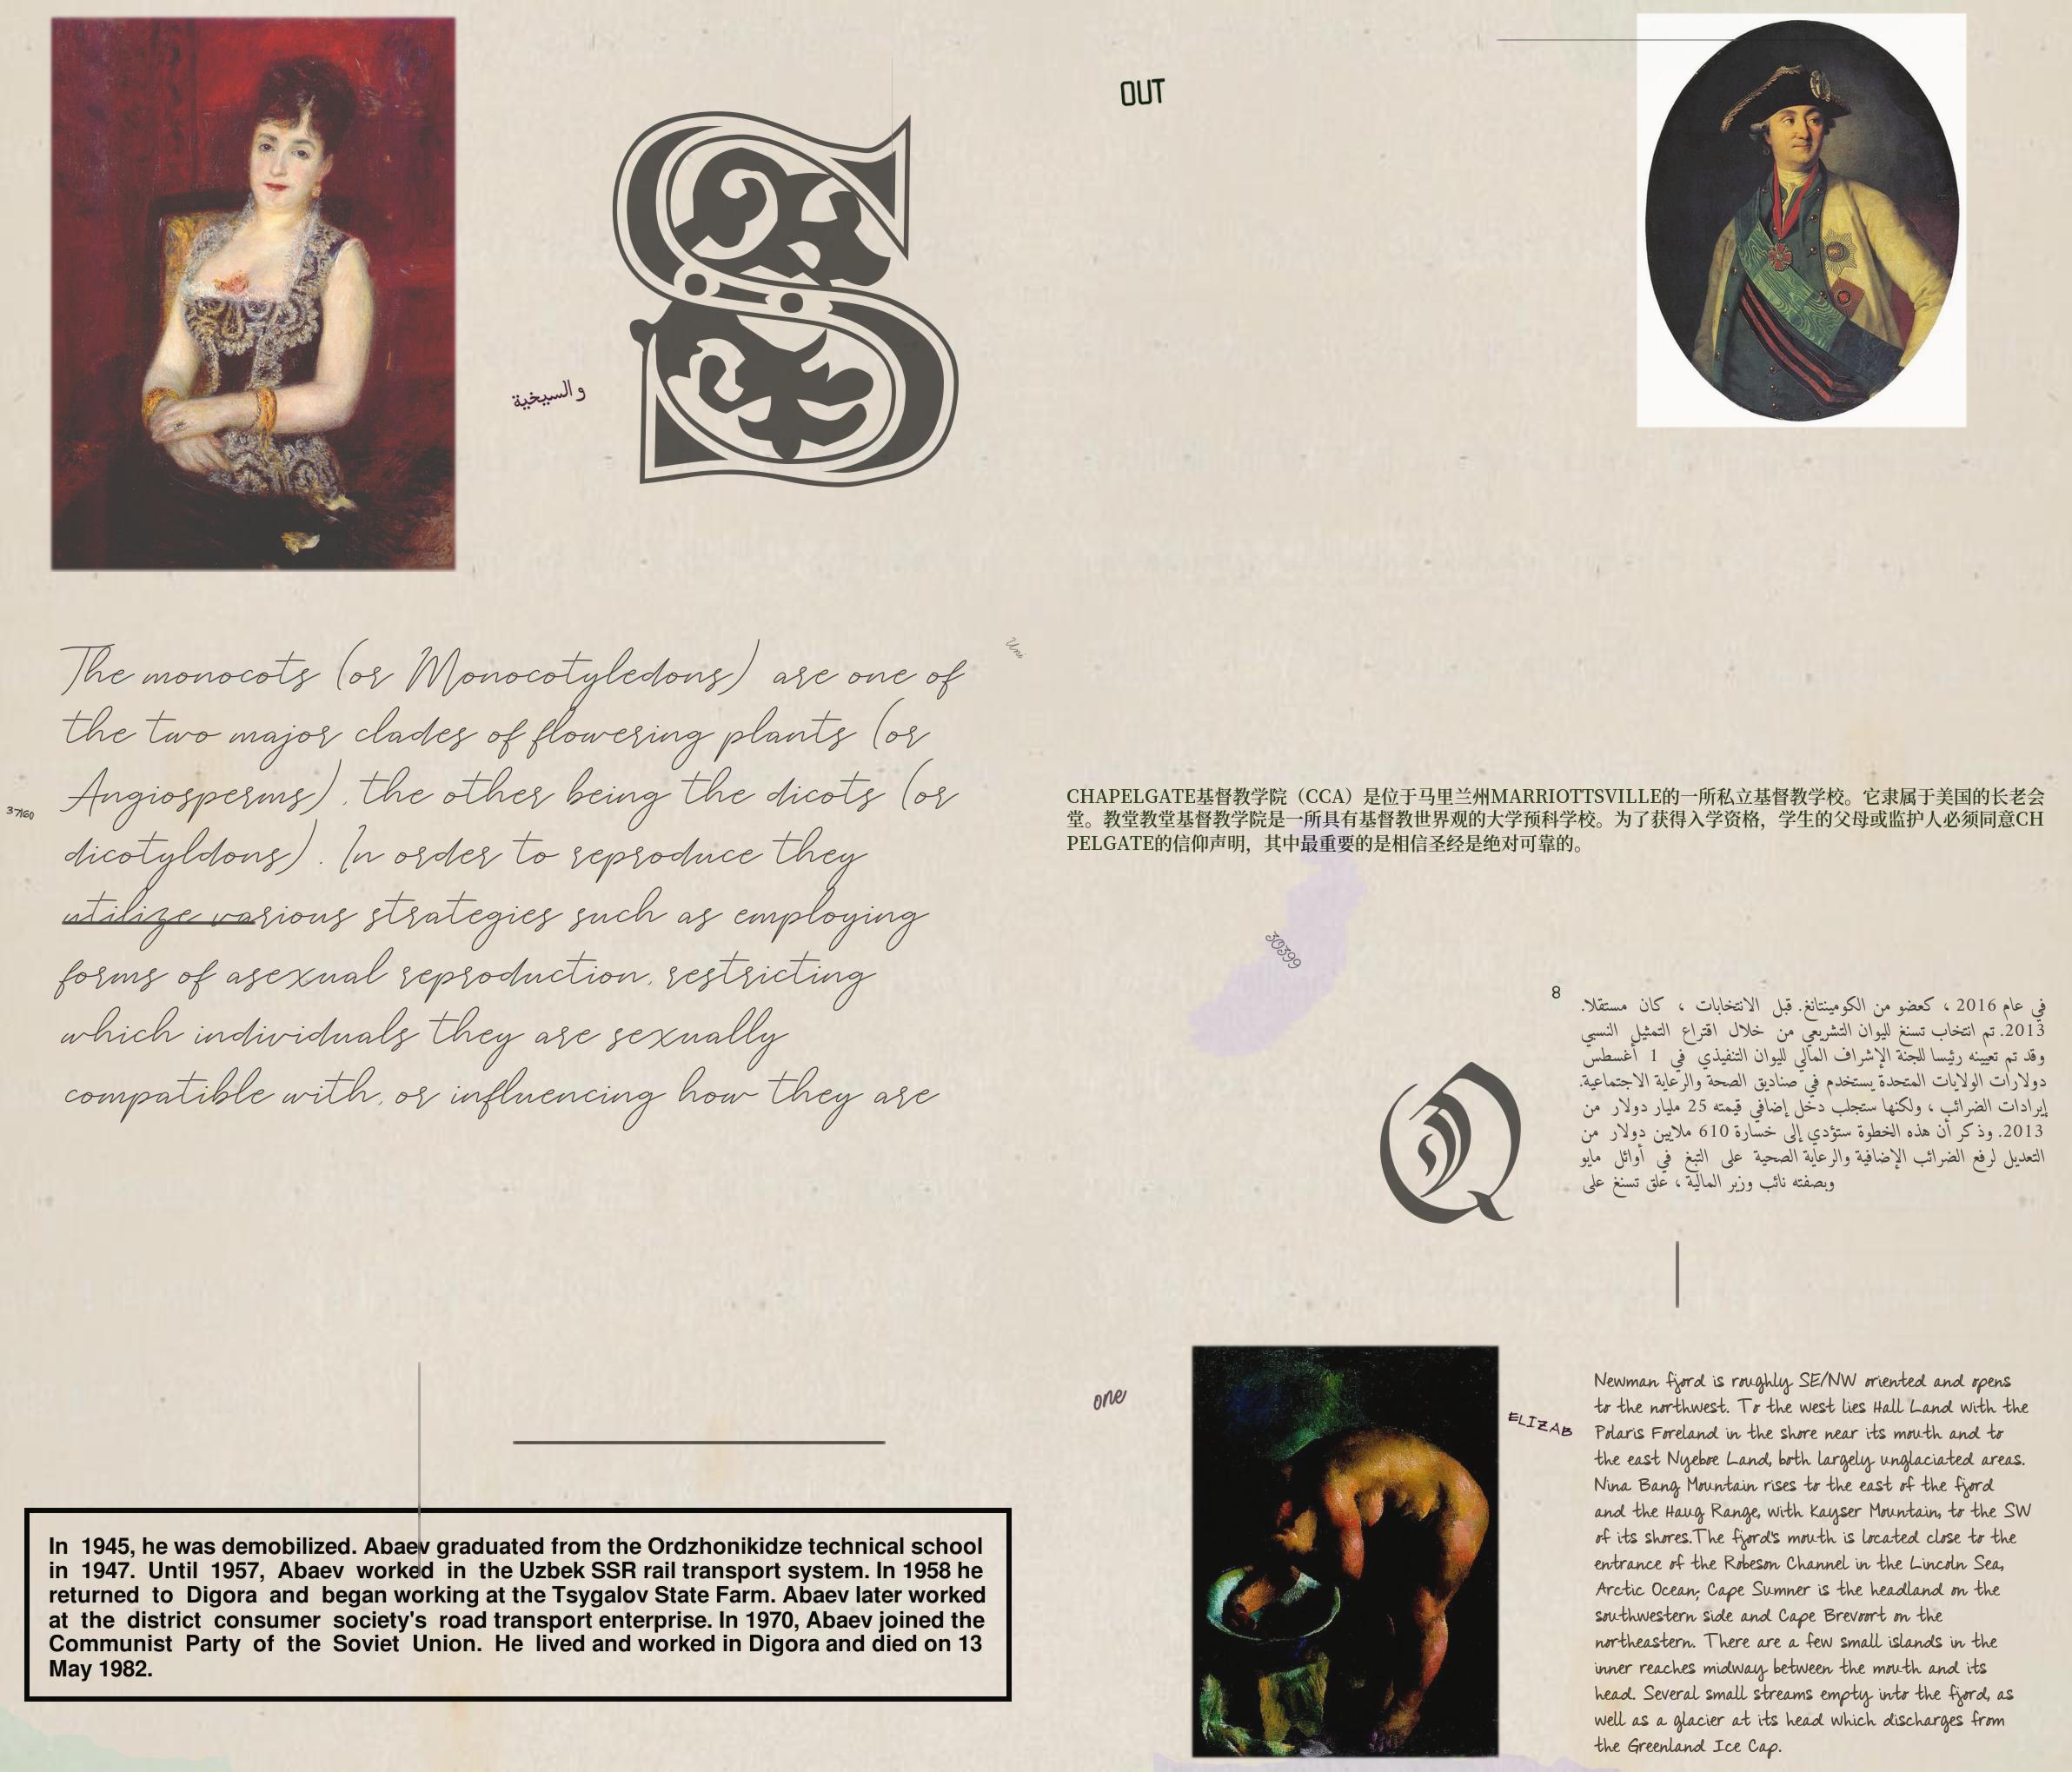 S
والسيخية
The monocots (or Monocotyledons) are one of
the two major clades of flowering plants (or
Angiosperms), the other being the dicots (or
dicotyldons). In order to reproduce they
utilize various strategies such as employing
forms of asexual reproduction, restricting
which individuals they are sexually
compatible with, or influencing how they are
37160
Uni
In 1945, he was demobilized. Abaev graduated from the Ordzhonikidze technical school
in 1947. Until 1957, Abaev worked in the Uzbek SSR rail transport system. In 1958 he
returned to Digora and began working at the Tsygalov State Farm. Abaev later worked
at the district consumer society's road transport enterprise. In 1970, Abaev joined the
Communist Party of the Soviet Union. He lived and worked in Digora and died on 13
May 1982.
OUT
CHAPELGATE基督教学院（CCA）是位于马里兰州MARRIOTTSVILLE的一所私立基督教学校。它隶属于美国的长老会
堂。教堂教堂基督教学院是一所具有基督教世界观的大学预科学校。为了获得入学资格，学生的父母或监护人必须同意CH
PELGATE的信仰声明，其中最重要的是相信圣经是绝对可靠的。
30399
8
في عام 2016 ، كعضو من الكومينتانغ. قبل الانتخابات ، كان مستقلا.
2013. تم انتخاب تسنغ لليوان التشريعي من خلال اقتراع التمثيل النسبي
وقد تم تعيينه رئيسا للجنة الإشراف المالي لليوان التنفيذي في 1 أغسطس
دولارات الولايات المتحدة يستخدم في صناديق الصحة والرعاية الاجتماعية.
إيرادات الضرائب ، ولكنها ستجلب دخل إضافي قيمته 25 مليار دولار من
2013. وذكر أن هذه الخطوة ستؤدي إلى خسارة 610 ملايين دولار من
التعديل لرفع الضرائب الإضافية والرعاية الصحية على التبغ في أوائل مايو
وبصفته نائب وزير المالية ، علق تسنغ على
Q
one
ELIZAB
Newman fjord is roughly SE/NW oriented and opens
to the northwest. To the west lies Hall Land with the
Polaris Foreland in the shore near its mouth and to
the east Nyeboe Land, both largely unglaciated areas.
Nina Bang Mountain rises to the east of the fjord
and the Haug Range, with Kayser Mountain, to the SW
of its shores.The fjord's mouth is located close to the
entrance of the Robeson Channel in the Lincoln Sea,
Arctic Ocean; Cape Sumner is the headland on the
southwestern side and Cape Brevoort on the
northeastern. There are a few small islands in the
inner reaches midway between the mouth and its
head. Several small streams empty into the fjord, as
well as a glacier at its head which discharges from
the Greenland Ice Cap.